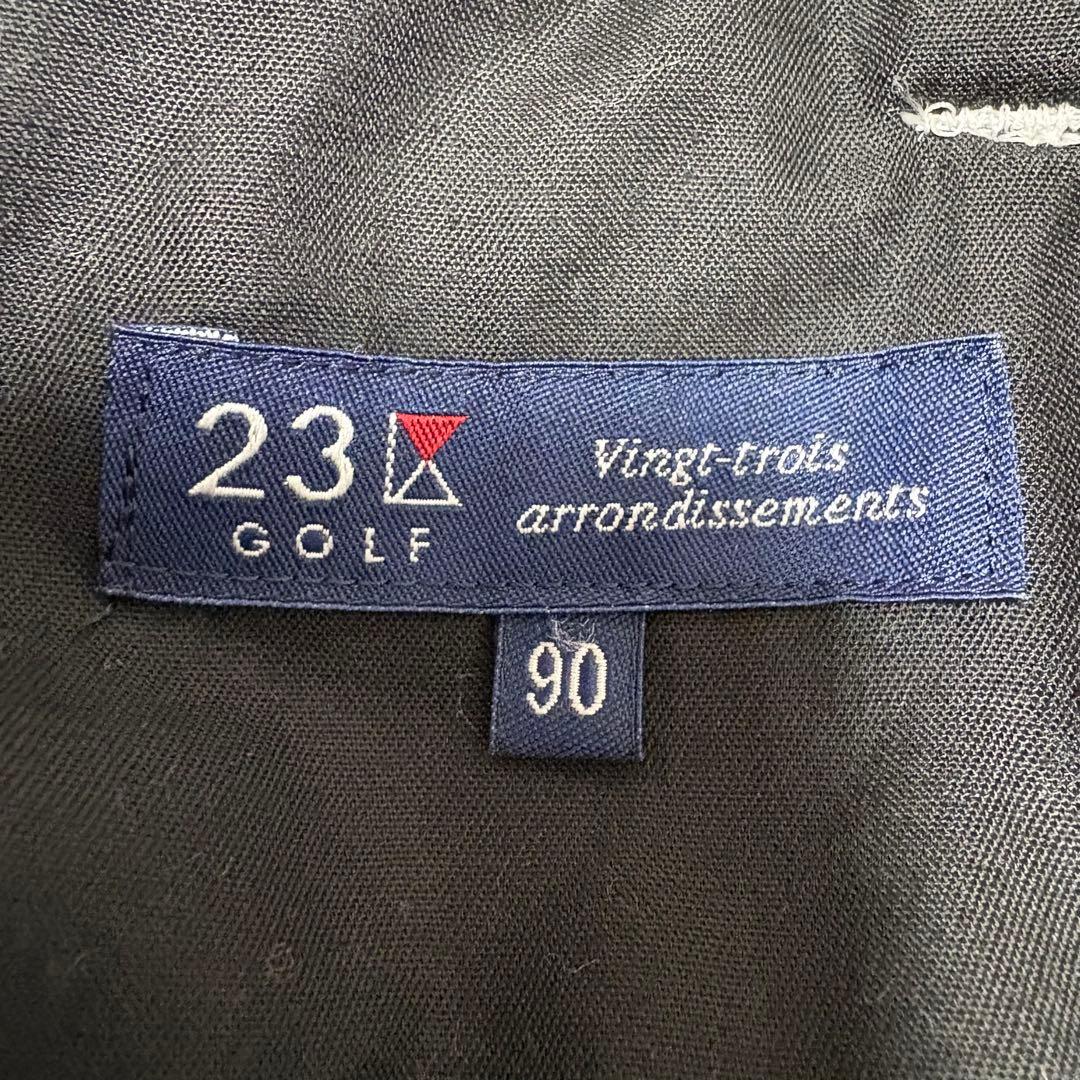 23
GOLF
Vingt-trois
arrondissements
90